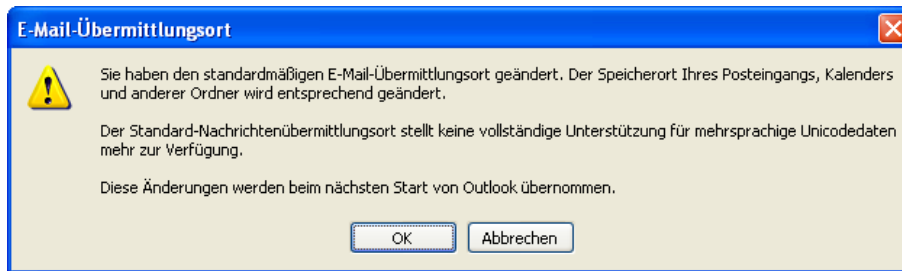 E-Mail-Übermittlungsort
Sie haben den standardmäßigen E-Mail-Übermittlungsort geändert. Der Speicherort Ihres Posteingangs, Kalenders
und anderer Ordner wird entsprechend geändert.
Der Standard-Nachrichtenübermittlungsort stellt keine vollständige Unterstützung für mehrsprachige Unicodedaten
mehr zur Verfügung.
Diese Änderungen werden beim nächsten Start von Outlook übernommen.
OK Abbrechen